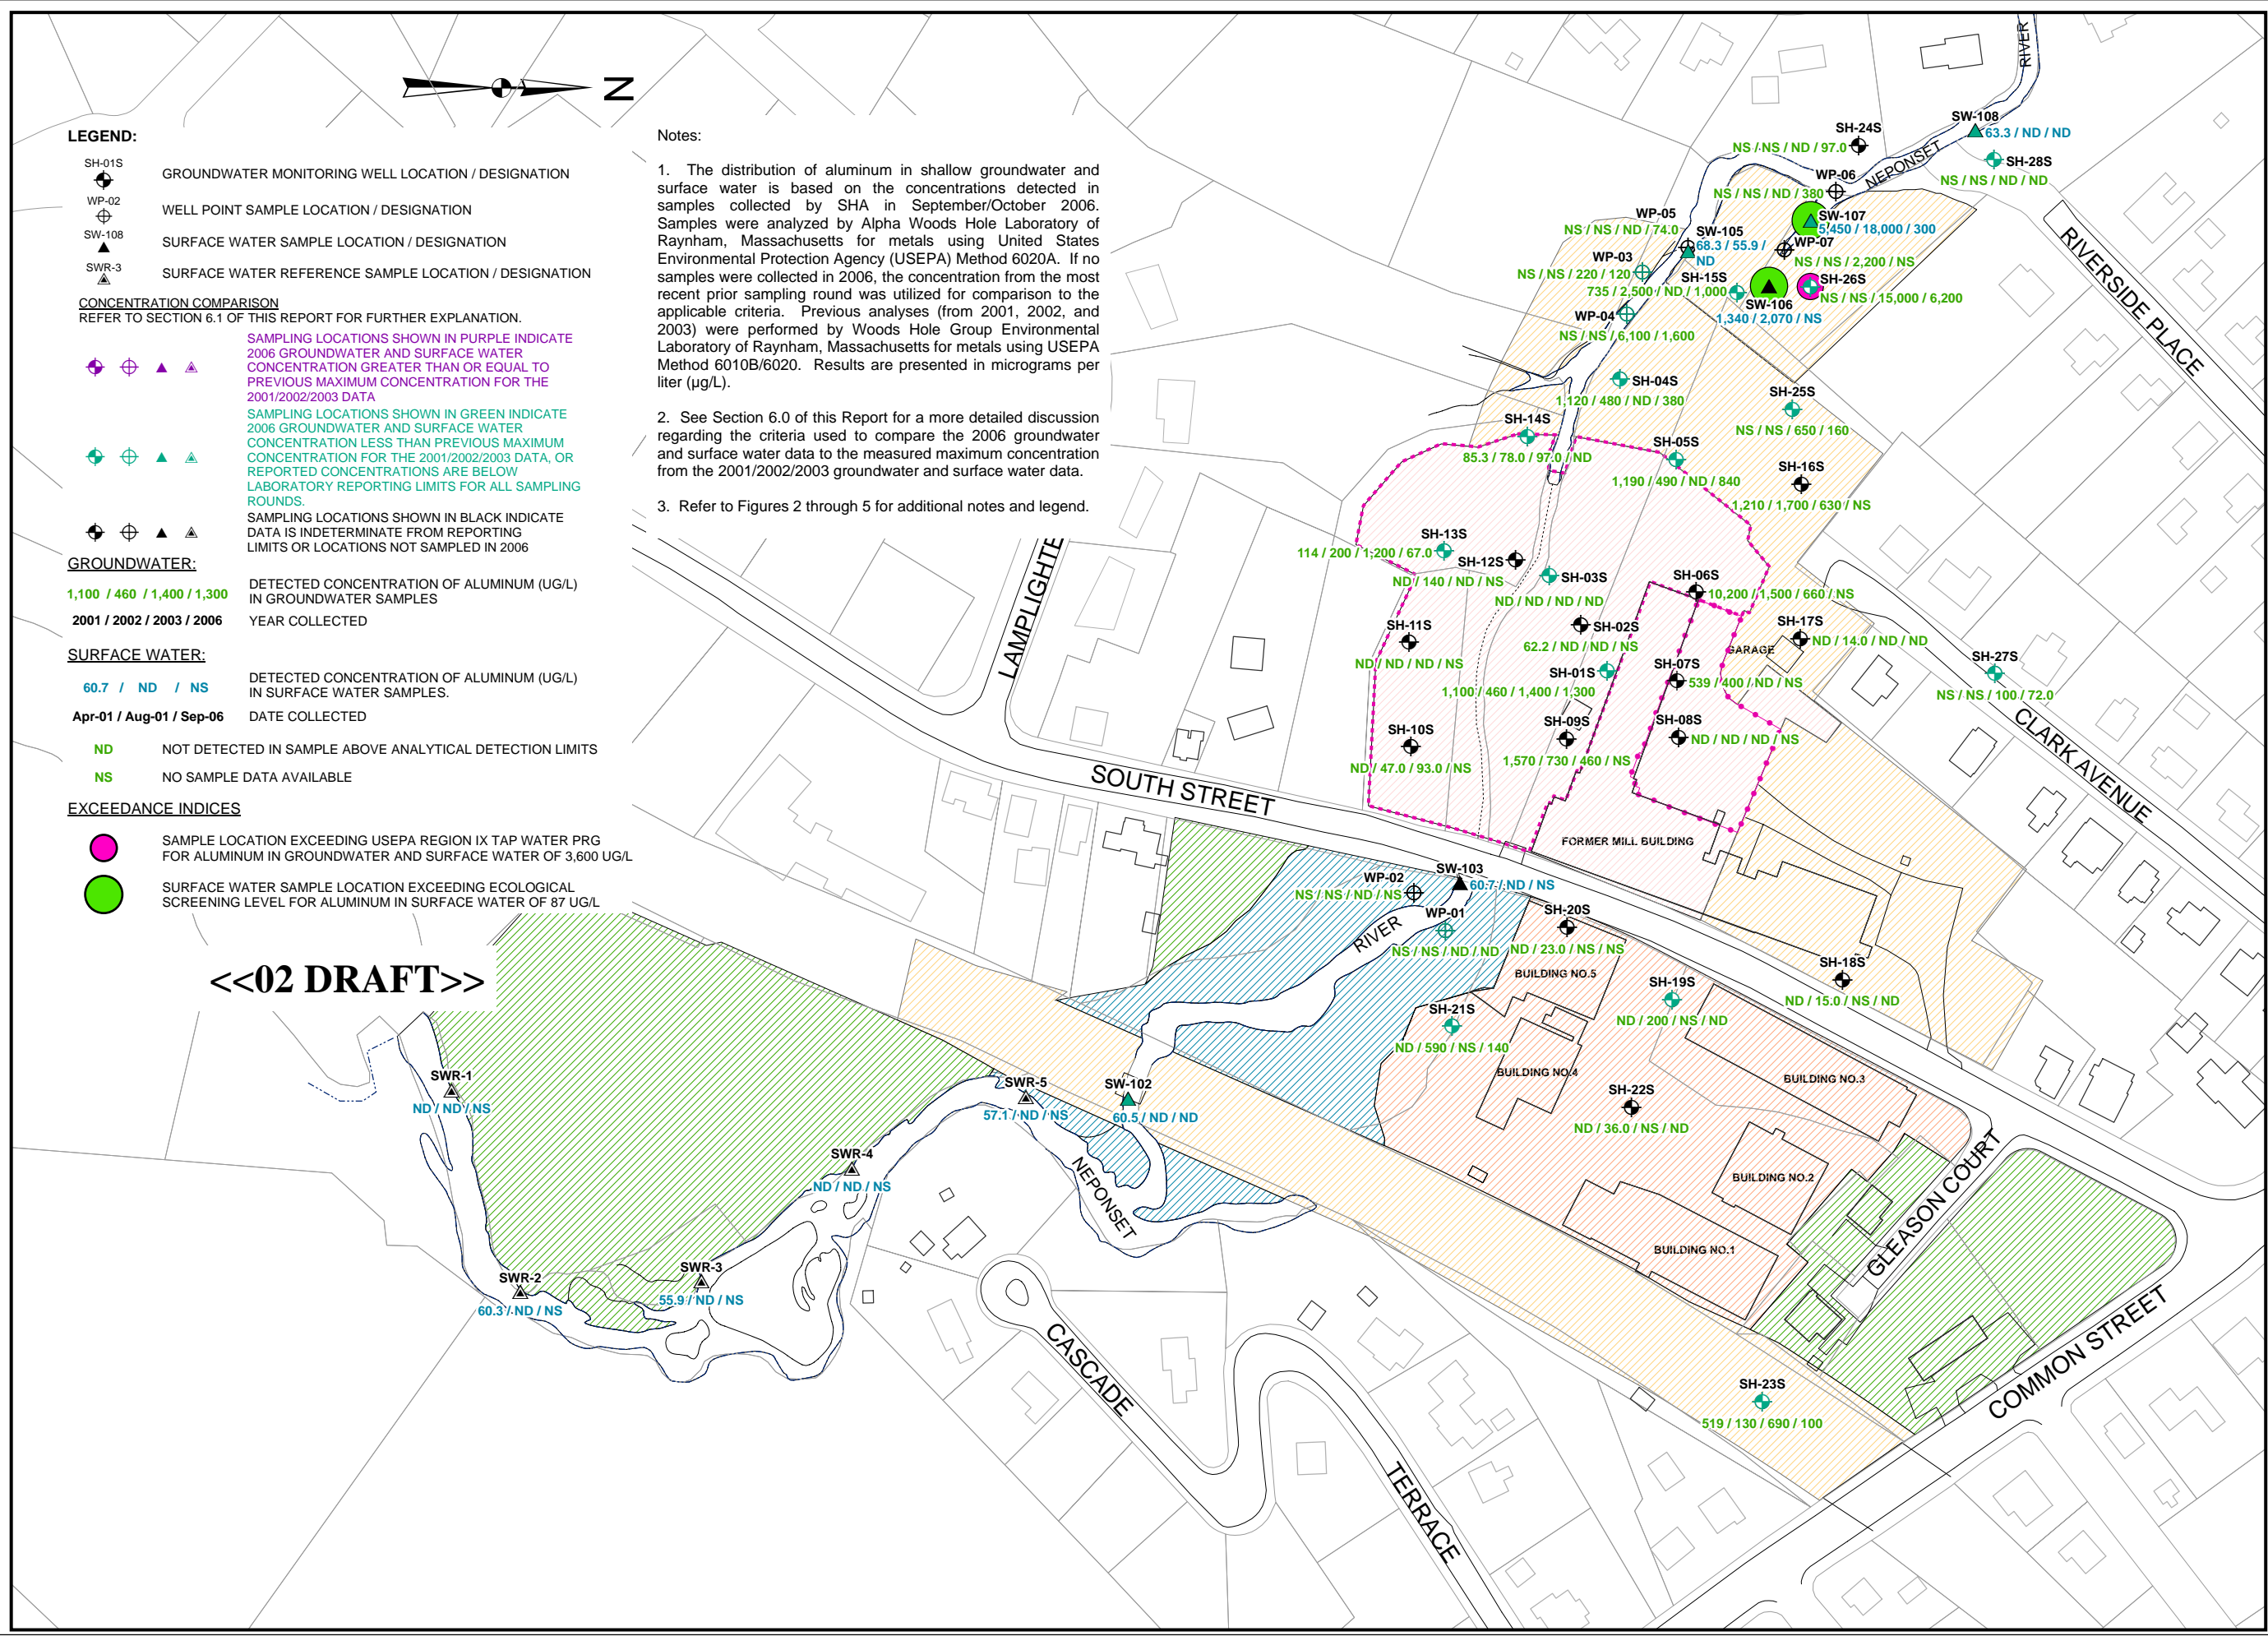 N
LEGEND:
SH-01S
GROUNDWATER MONITORING WELL LOCATION / DESIGNATION
WP-02
WELL POINT SAMPLE LOCATION / DESIGNATION
SW-108
SURFACE WATER SAMPLE LOCATION / DESIGNATION
SWR-3
SURFACE WATER REFERENCE SAMPLE LOCATION / DESIGNATION
CONCENTRATION COMPARISON
REFER TO SECTION 6.1 OF THIS REPORT FOR FURTHER EXPLANATION.
SAMPLING LOCATIONS SHOWN IN PURPLE INDICATE
2006 GROUNDWATER AND SURFACE WATER
CONCENTRATION GREATER THAN OR EQUAL TO
PREVIOUS MAXIMUM CONCENTRATION FOR THE
2001/2002/2003 DATA
SAMPLING LOCATIONS SHOWN IN GREEN INDICATE
2006 GROUNDWATER AND SURFACE WATER
CONCENTRATION LESS THAN PREVIOUS MAXIMUM
CONCENTRATION FOR THE 2001/2002/2003 DATA, OR
REPORTED CONCENTRATIONS ARE BELOW
LABORATORY REPORTING LIMITS FOR ALL SAMPLING
ROUNDS.
SAMPLING LOCATIONS SHOWN IN BLACK INDICATE
DATA IS INDETERMINATE FROM REPORTING
LIMITS OR LOCATIONS NOT SAMPLED IN 2006
GROUNDWATER:
1,100 / 460 / 1,400 / 1,300
DETECTED CONCENTRATION OF ALUMINUM (UG/L)
IN GROUNDWATER SAMPLES
2001 / 2002 / 2003 / 2006 YEAR COLLECTED
SURFACE WATER:
60.7 / ND / NS
DETECTED CONCENTRATION OF ALUMINUM (UG/L)
IN SURFACE WATER SAMPLES.
Apr-01 / Aug-01 / Sep-06 DATE COLLECTED
ND NOT DETECTED IN SAMPLE ABOVE ANALYTICAL DETECTION LIMITS
NS NO SAMPLE DATA AVAILABLE
EXCEEDANCE INDICES
SAMPLE LOCATION EXCEEDING USEPA REGION IX TAP WATER PRG
FOR ALUMINUM IN GROUNDWATER AND SURFACE WATER OF 3,600 UG/L
SURFACE WATER SAMPLE LOCATION EXCEEDING ECOLOGICAL
SCREENING LEVEL FOR ALUMINUM IN SURFACE WATER OF 87 UG/L
<<02 DRAFT>>
Notes:
1. The distribution of aluminum in shallow groundwater and
surface water is based on the concentrations detected in
samples collected by SHA in September/October 2006.
Samples were analyzed by Alpha Woods Hole Laboratory of
Raynham, Massachusetts for metals using United States
Environmental Protection Agency (USEPA) Method 6020A. If no
samples were collected in 2006, the concentration from the most
recent prior sampling round was utilized for comparison to the
applicable criteria. Previous analyses (from 2001, 2002, and
2003) were performed by Woods Hole Group Environmental
Laboratory of Raynham, Massachusetts for metals using USEPA
Method 6010B/6020. Results are presented in micrograms per
liter (µg/L).
2. See Section 6.0 of this Report for a more detailed discussion
regarding the criteria used to compare the 2006 groundwater
and surface water data to the measured maximum concentration
from the 2001/2002/2003 groundwater and surface water data.
3. Refer to Figures 2 through 5 for additional notes and legend.
RIVER
SW-108
63.3 / ND / ND
SH-24S
NS / NS / ND / 97.0
NEPONSET
SH-28S
NS / NS / ND / ND
WP-06
NS / NS / ND / 380
SW-107
5,450 / 18,000 / 300
WP-05
NS / NS / ND / 74.0
SW-105
68.3 / 55.9 /
ND
WP-07
NS / NS / 2,200 / NS
WP-03
NS / NS / 220 / 120
SH-15S
735 / 2,500 / ND / 1,000
SH-26S
NS / NS / 15,000 / 6,200
SW-106
1,340 / 2,070 / NS
WP-04
NS / NS / 6,100 / 1,600
RIVERSIDE PLACE
SH-04S
1,120 / 480 / ND / 380
SH-25S
NS / NS / 650 / 160
SH-14S
85.3 / 78.0 / 97.0 / ND
SH-05S
1,190 / 490 / ND / 840
SH-16S
1,210 / 1,700 / 630 / NS
SH-13S
114 / 200 / 1,200 / 67.0
SH-12S
ND / 140 / ND / NS
SH-03S
ND / ND / ND / ND
SH-06S
10,200 / 1,500 / 660 / NS
LAMPLIGHTE
SH-11S
ND / ND / ND / NS
SH-02S
62.2 / ND / ND / NS
SH-17S
ND / 14.0 / ND / ND
GARAGE
SH-01S
1,100 / 460 / 1,400 / 1,300
SH-07S
539 / 400 / ND / NS
SH-27S
NS / NS / 100 / 72.0
CLARK AVENUE
SH-10S
ND / 47.0 / 93.0 / NS
SH-09S
1,570 / 730 / 460 / NS
SH-08S
ND / ND / ND / NS
SOUTH STREET
FORMER MILL BUILDING
WP-02
NS / NS / ND / NS
SW-103
60.7 / ND / NS
WP-01
NS / NS / ND / ND
RIVER
SH-20S
ND / 23.0 / NS / NS
BUILDING NO.5
SH-18S
ND / 15.0 / NS / ND
SH-19S
ND / 200 / NS / ND
SH-21S
ND / 590 / NS / 140
BUILDING NO.4
BUILDING NO.3
SH-22S
ND / 36.0 / NS / ND
BUILDING NO.2
BUILDING NO.1
SWR-1
ND / ND / NS
SWR-5
57.1 / ND / NS
SW-102
60.5 / ND / ND
SWR-4
ND / ND / NS
NEPONSET
SWR-2
60.3 / ND / NS
SWR-3
55.9 / ND / NS
GLEASON COURT
COMMON STREET
CASCADE
TERRACE
SH-23S
519 / 130 / 690 / 100